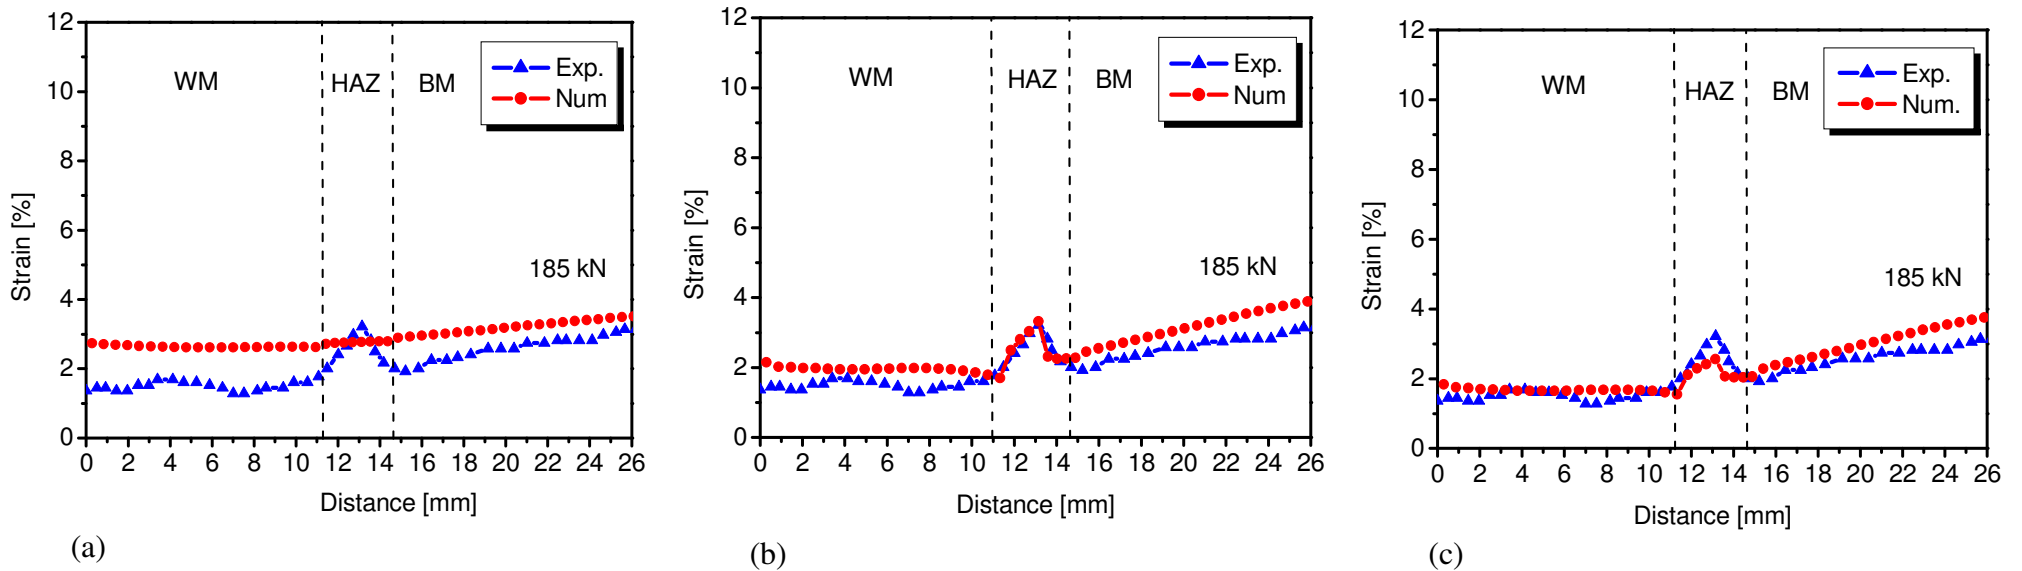 12
10
8
6
4
2
0
Strain [%]
WM
HAZ
BM
Exp.
Num
185 kN
0 2 4 6 8 10 12 14 16 18 20 22 24 26
Distance [mm]
(a)
12
10
8
6
4
2
0
Strain [%]
WM
HAZ
BM
Exp.
Num
185 kN
0 2 4 6 8 10 12 14 16 18 20 22 24 26
Distance [mm]
(b)
12
10
8
6
4
2
0
Strain [%]
WM
HAZ
BM
Exp.
Num.
185 kN
0 2 4 6 8 10 12 14 16 18 20 22 24 26
Distance [mm]
(c)